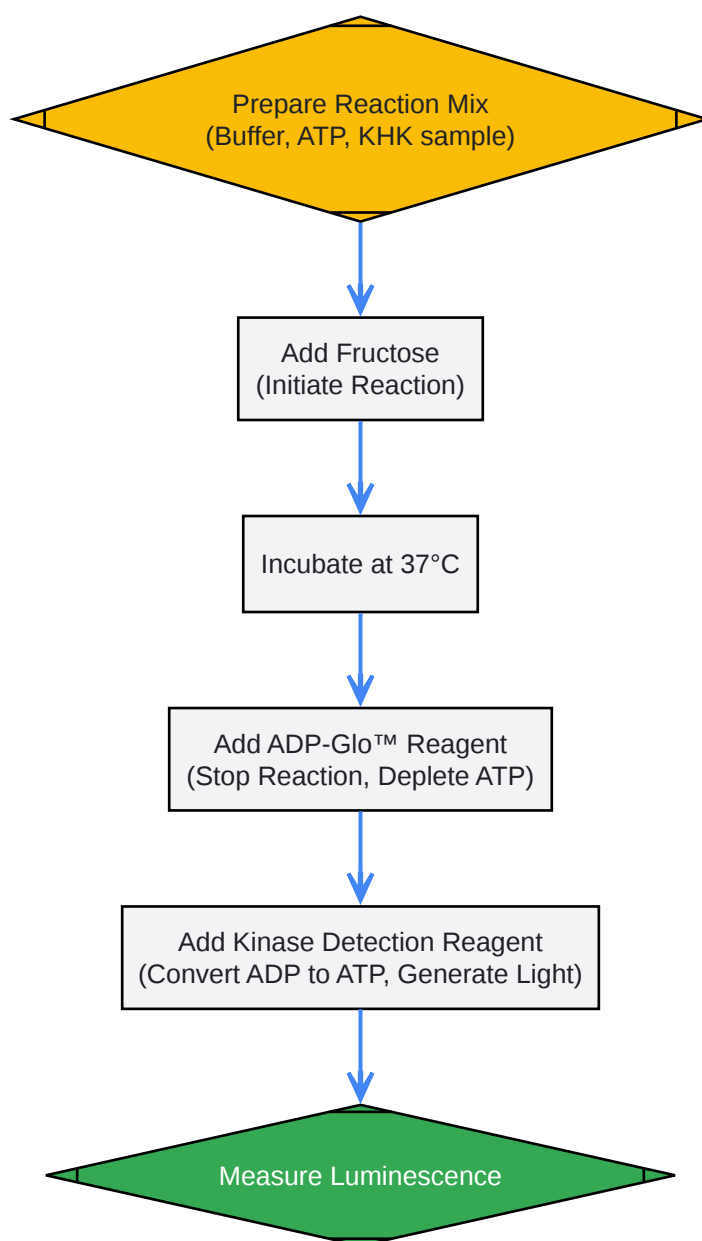 Prepare Reaction Mix
(Buffer, ATP, KHK sample)
Add Fructose
(Initiate Reaction)
Incubate at 37°C
Add ADP-Glo™ Reagent
(Stop Reaction, Deplete ATP)
Add Kinase Detection Reagent
(Convert ADP to ATP, Generate Light)
Measure Luminescence